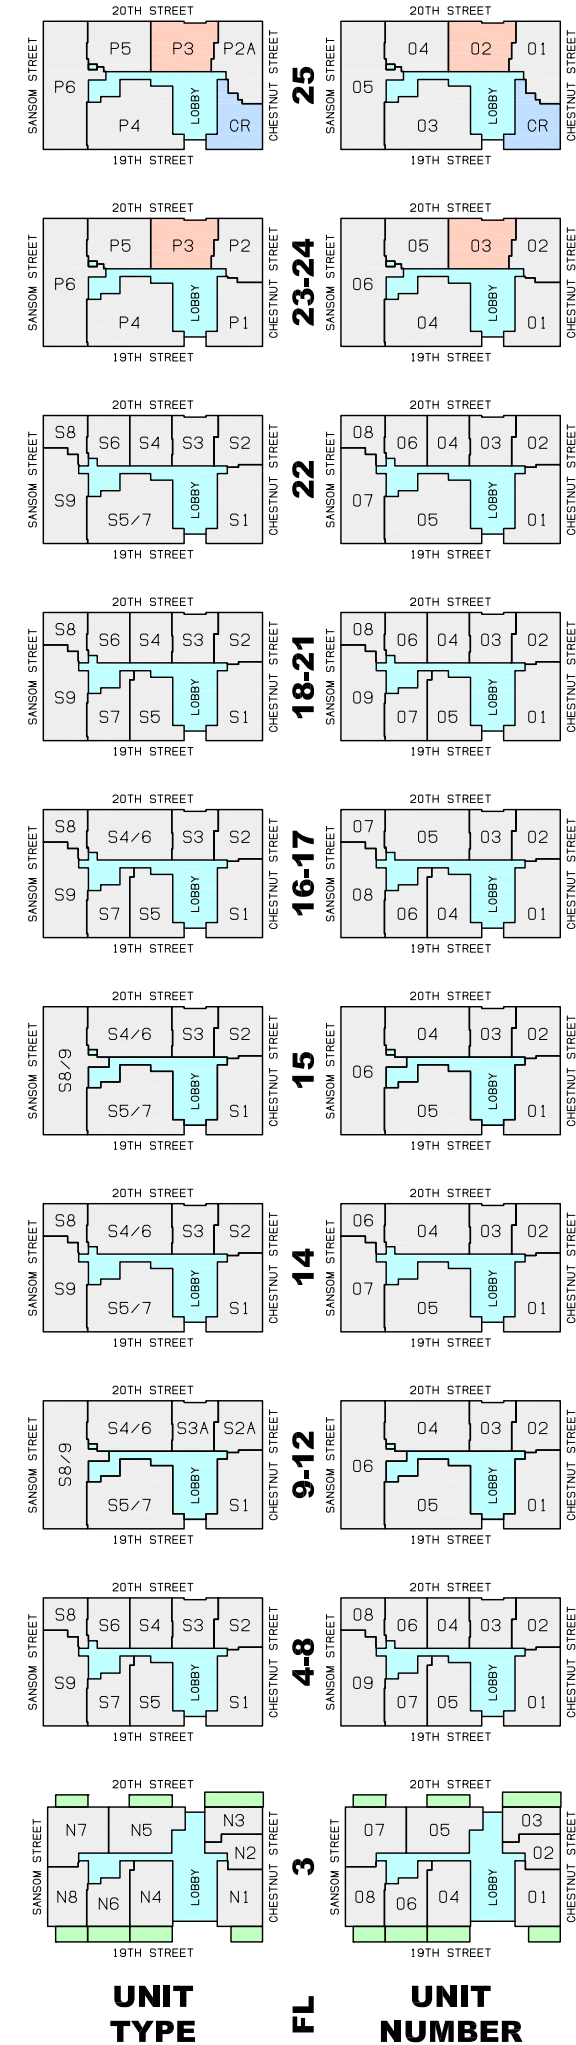 20TH STREET
P5 P3 P2A
P6
P4 LOBBY CR
SANSOM STREET
CHESTNUT STREET
19TH STREET
25
20TH STREET
04 02 01
05
03 LOBBY CR
SANSOM STREET
CHESTNUT STREET
19TH STREET
20TH STREET
P5 P3 P2
P6
P4 LOBBY P1
SANSOM STREET
CHESTNUT STREET
19TH STREET
23-24
20TH STREET
05 03 02
06
04 LOBBY 01
SANSOM STREET
CHESTNUT STREET
19TH STREET
20TH STREET
S8 S6 S4 S3 S2
S9 S5/7 LOBBY S1
SANSOM STREET
CHESTNUT STREET
19TH STREET
22
20TH STREET
08 06 04 03 02
07 05 LOBBY 01
SANSOM STREET
CHESTNUT STREET
19TH STREET
20TH STREET
S8 S6 S4 S3 S2
S9 S7 S5 LOBBY S1
SANSOM STREET
CHESTNUT STREET
19TH STREET
18-21
20TH STREET
08 06 04 03 02
09 07 05 LOBBY 01
SANSOM STREET
CHESTNUT STREET
19TH STREET
20TH STREET
S8 S4/6 S3 S2
S9 S7 S5 LOBBY S1
SANSOM STREET
CHESTNUT STREET
19TH STREET
16-17
20TH STREET
07 05 03 02
08 06 04 LOBBY 01
SANSOM STREET
CHESTNUT STREET
19TH STREET
20TH STREET
S4/6 S3 S2
S8/9
S5/7 LOBBY S1
SANSOM STREET
CHESTNUT STREET
19TH STREET
15
20TH STREET
04 03 02
06
05 LOBBY 01
SANSOM STREET
CHESTNUT STREET
19TH STREET
20TH STREET
S8 S4/6 S3 S2
S9 S5/7 LOBBY S1
SANSOM STREET
CHESTNUT STREET
19TH STREET
14
20TH STREET
06 04 03 02
07 05 LOBBY 01
SANSOM STREET
CHESTNUT STREET
19TH STREET
20TH STREET
S4/6 S3A S2A
S8/9
S5/7 LOBBY S1
SANSOM STREET
CHESTNUT STREET
19TH STREET
9-12
20TH STREET
04 03 02
06
05 LOBBY 01
SANSOM STREET
CHESTNUT STREET
19TH STREET
20TH STREET
S8 S6 S4 S3 S2
S9 S7 S5 LOBBY S1
SANSOM STREET
CHESTNUT STREET
19TH STREET
4-8
20TH STREET
08 06 04 03 02
09 07 05 LOBBY 01
SANSOM STREET
CHESTNUT STREET
19TH STREET
20TH STREET
N7 N5 N3
N2
N8 N6 N4 LOBBY N1
SANSOM STREET
CHESTNUT STREET
19TH STREET
3
20TH STREET
07 05 03
02
08 06 04 LOBBY 01
SANSOM STREET
CHESTNUT STREET
19TH STREET
UNIT
TYPE
FL
UNIT
NUMBER